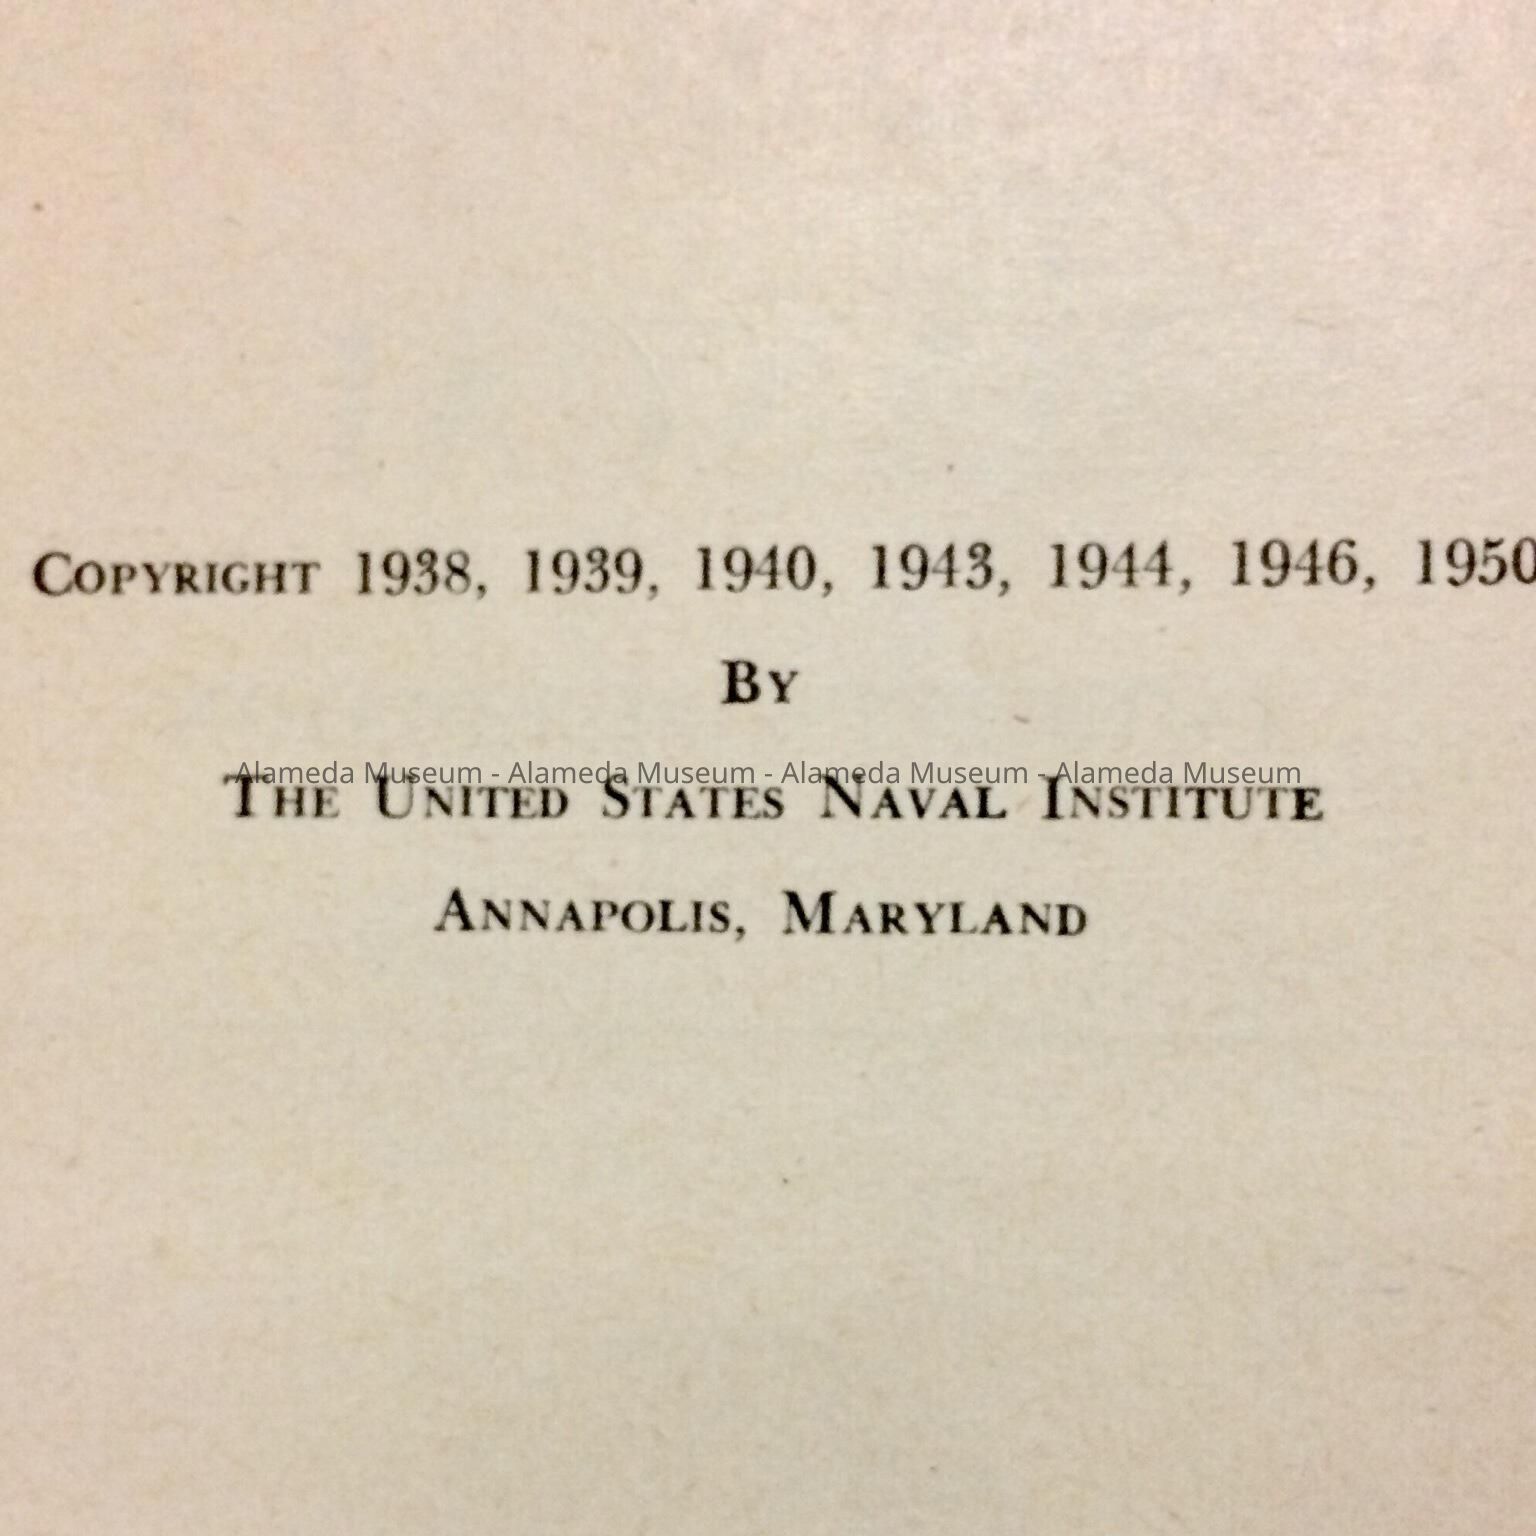 Copyright 1938, 1939, 1940, 1943, 1944, 1946, 1950
By
Alameda Museum - Alameda Museum - Alameda Museum - Alameda Museum
The United States Naval Institute
Annapolis, Maryland